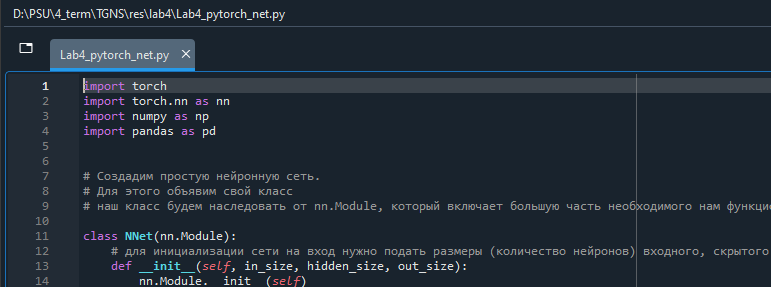 D:\PSU\4_term\TGNS\res\lab4\Lab4_pytorch_net.py
Lab4_pytorch_net.py
1 import torch
2 import torch.nn as nn
3 import numpy as np
4 import pandas as pd
5
6
7 # Создадим простую нейронную сеть.
8 # Для этого объявим свой класс
9 # наш класс будем наследовать от nn.Module, который включает большую часть необходимого нам функцио
10
11 class NNet(nn.Module):
12 # для инициализации сети на вход нужно подать размеры (количество нейронов) входного, скрытого
13 def __init__(self, in_size, hidden_size, out_size):
14 nn.Module.__init__(self)